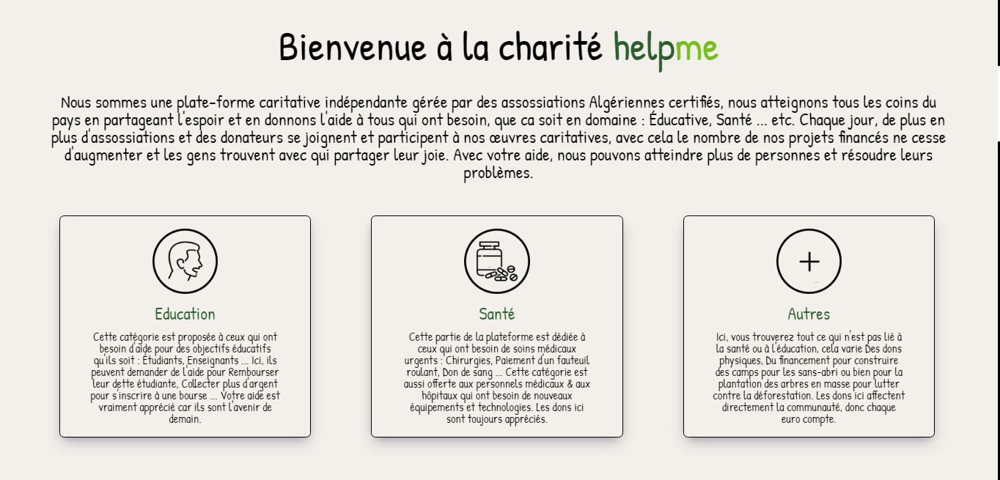 Bienvenue à la charité helpme
Nous sommes une plate-forme caritative indépendante gérée par des assossiations Algériennes certifiés, nous atteignons tous les coins du
pays en partageant l'espoir et en donnons l'aide à tous qui ont besoin, que ca soit en domaine : Éducative, Santé ... etc. Chaque jour, de plus en
plus d'assossiations et des donateurs se joignent et participent à nos œuvres caritatives, avec cela le nombre de nos projets financés ne cesse
d'augmenter et les gens trouvent avec qui partager leur joie. Avec votre aide, nous pouvons atteindre plus de personnes et résoudre leurs
problèmes.
Education
Cette catégorie est proposée à ceux qui ont
besoin d'aide pour des objectifs éducatifs
qu'ils soit : Étudiants, Enseignants ... Ici, ils
peuvent demander de l'aide pour Rembourser
leur dette étudiante, Collecter plus d'argent
pour s'inscrire à une bourse ... Votre aide est
vraiment apprécié car ils sont l'avenir de
demain.
Santé
Cette partie de la plateforme est dédiée à
ceux qui ont besoin de soins médicaux
urgents : Chirurgies, Paiement d'un fauteuil
roulant, Don de sang ... Cette catégorie est
aussi offerte aux personnels médicaux & aux
hôpitaux qui ont besoin de nouveaux
équipements et technologies. Les dons ici
sont toujours appréciés.
Autres
Ici, vous trouverez tout ce qui n'est pas lié à
la santé ou à l'éducation, cela varie Des dons
physiques, Du financement pour construire
des camps pour les sans-abri ou bien pour la
plantation des arbres en masse pour lutter
contre la déforestation. Les dons ici affectent
directement la communauté, donc chaque
euro compte.